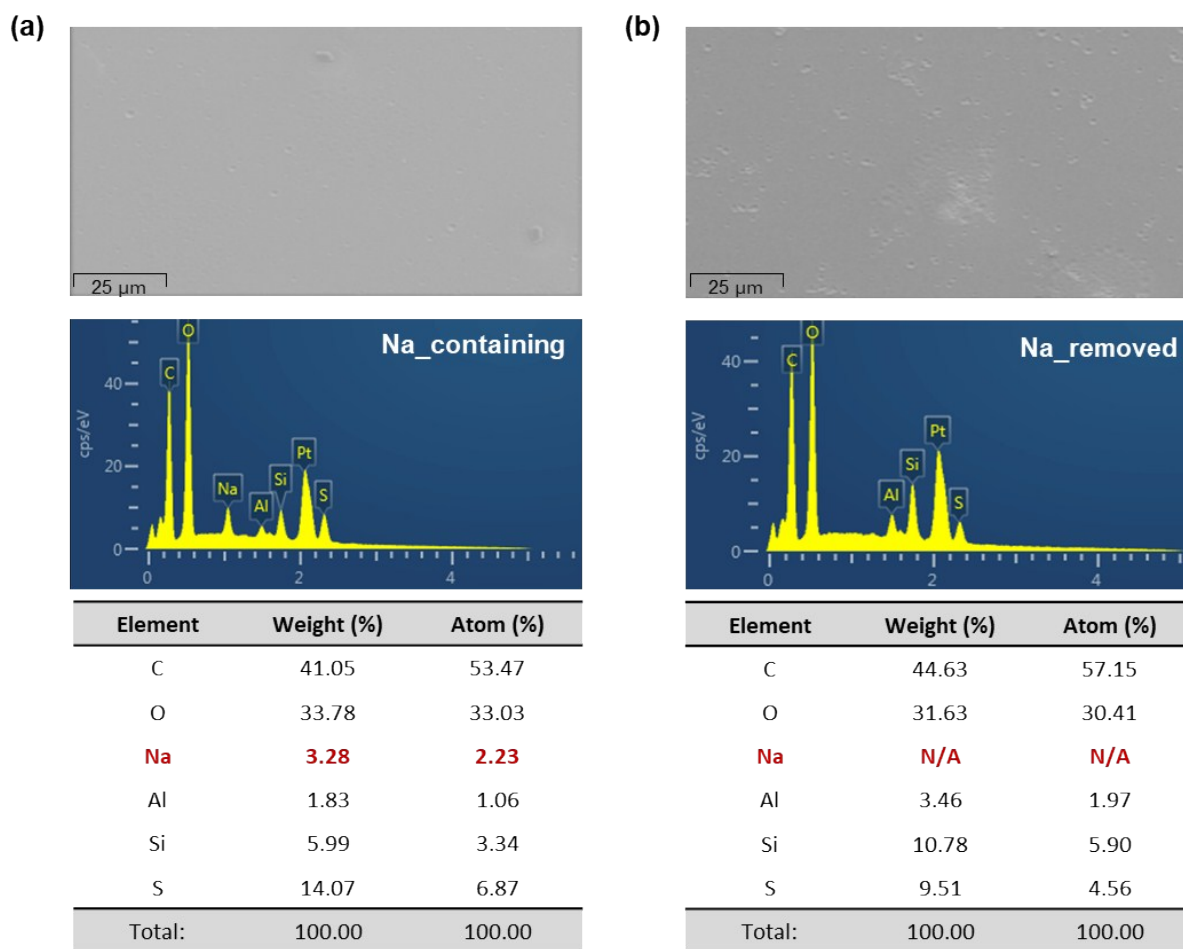 (a)
25 µm
Na_containing
cps/eV
40
20
0
C
O
Na
Al
Si
Pt
S
0 2 4
Element Weight (%) Atom (%)
C 41.05 53.47
O 33.78 33.03
Na 3.28 2.23
Al 1.83 1.06
Si 5.99 3.34
S 14.07 6.87
Total: 100.00 100.00
(b)
25 µm
Na_removed
cps/eV
40
20
0
C
O
Al
Si
Pt
S
0 2 4
Element Weight (%) Atom (%)
C 44.63 57.15
O 31.63 30.41
Na N/A N/A
Al 3.46 1.97
Si 10.78 5.90
S 9.51 4.56
Total: 100.00 100.00